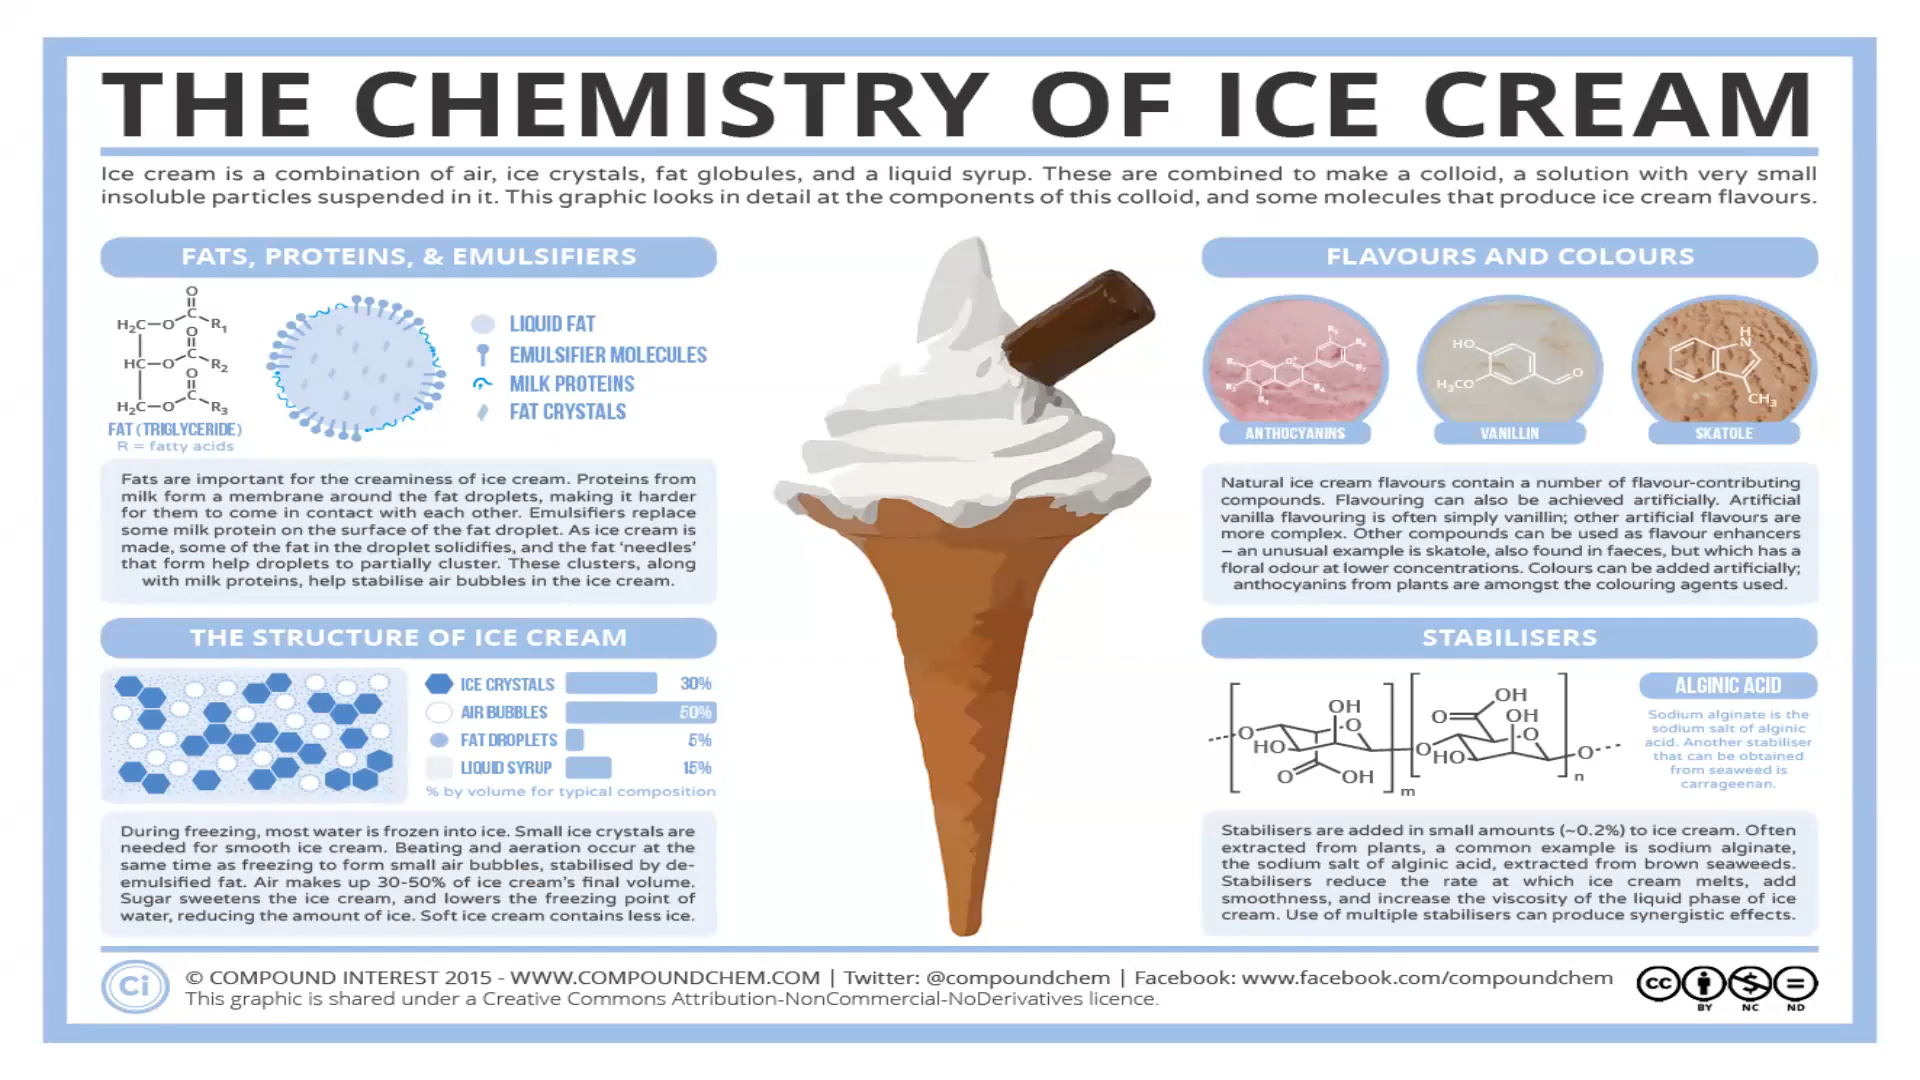 THE CHEMISTRY OF ICE CREAM
Ice cream is a combination of air, ice crystals, fat globules, and a liquid syrup. These are combined to make a colloid, a solution with very small
insoluble particles suspended in it. This graphic looks in detail at the components of this colloid, and some molecules that produce ice cream flavours.
FATS, PROTEINS, & EMULSIFIERS
O
H₂C-O C R₁
O
HC-O C R₂
O
H₂C-O C R₃
FAT (TRIGLYCERIDE)
R = fatty acids
LIQUID FAT
EMULSIFIER MOLECULES
MILK PROTEINS
FAT CRYSTALS
Fats are important for the creaminess of ice cream. Proteins from
milk form a membrane around the fat droplets, making it harder
for them to come in contact with each other. Emulsifiers replace
some milk protein on the surface of the fat droplet. As ice cream is
made, some of the fat in the droplet solidifies, and the fat ‘needles’
that form help droplets to partially cluster. These clusters, along
with milk proteins, help stabilise air bubbles in the ice cream.
THE STRUCTURE OF ICE CREAM
ICE CRYSTALS 30%
AIR BUBBLES 50%
FAT DROPLETS 5%
LIQUID SYRUP 15%
% by volume for typical composition
During freezing, most water is frozen into ice. Small ice crystals are
needed for smooth ice cream. Beating and aeration occur at the
same time as freezing to form small air bubbles, stabilised by de-
emulsified fat. Air makes up 30-50% of ice cream’s final volume.
Sugar sweetens the ice cream, and lowers the freezing point of
water, reducing the amount of ice. Soft ice cream contains less ice.
FLAVOURS AND COLOURS
HO
H₃CO
O
H
N
CH₃
ANTHOCYANINS
VANILLIN
SKATOLE
Natural ice cream flavours contain a number of flavour-contributing
compounds. Flavouring can also be achieved artificially. Artificial
vanilla flavouring is often simply vanillin; other artificial flavours are
more complex. Other compounds can be used as flavour enhancers
– an unusual example is skatole, also found in faeces, but which has a
floral odour at lower concentrations. Colours can be added artificially;
anthocyanins from plants are amongst the colouring agents used.
STABILISERS
O OH O
HO
O OH
m
OH
O OH
O
O HO
O
n
ALGINIC ACID
Sodium alginate is the
sodium salt of alginic
acid. Another stabiliser
that can be obtained
from seaweed is
carrageenan.
Stabilisers are added in small amounts (~0.2%) to ice cream. Often
extracted from plants, a common example is sodium alginate,
the sodium salt of alginic acid, extracted from brown seaweeds.
Stabilisers reduce the rate at which ice cream melts, add
smoothness, and increase the viscosity of the liquid phase of ice
cream. Use of multiple stabilisers can produce synergistic effects.
Ci
© COMPOUND INTEREST 2015 - WWW.COMPOUNDCHEM.COM | Twitter: @compoundchem | Facebook: www.facebook.com/compoundchem
This graphic is shared under a Creative Commons Attribution-NonCommercial-NoDerivatives licence.
CC
BY NC ND